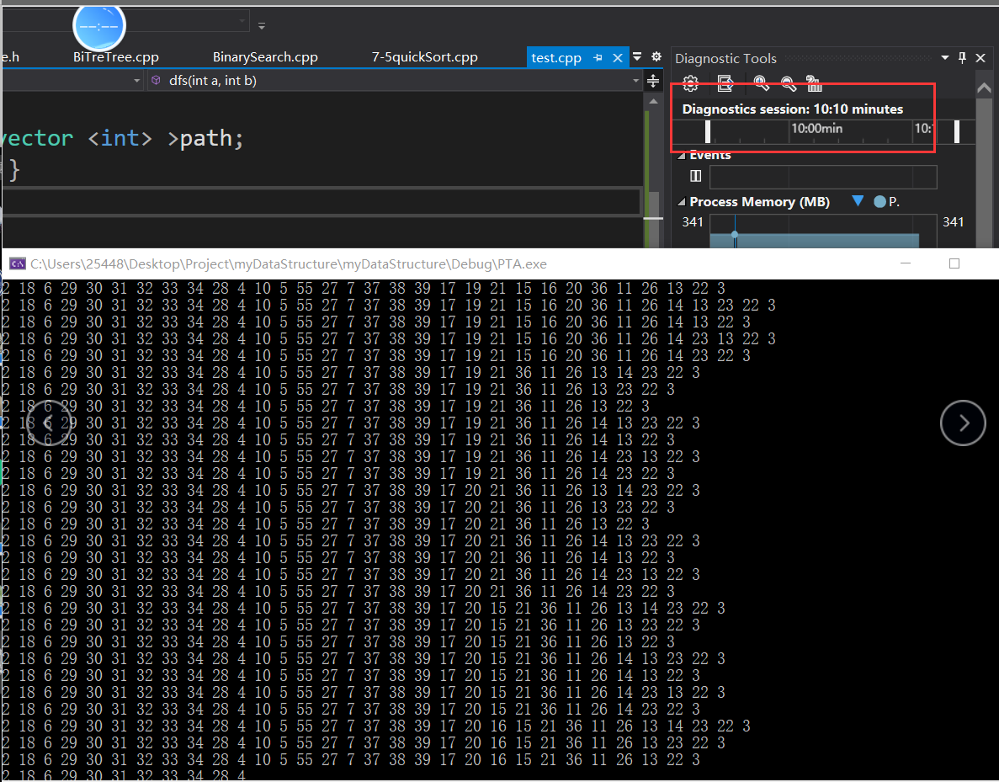 --:--
e.h BiTreTree.cpp BinarySearch.cpp 7-5quickSort.cpp test.cpp
dfs(int a, int b)
vector <int> >path;
}
Diagnostic Tools
Diagnostics session: 10:10 minutes
10:00min 10:1
Events
Process Memory (MB) P.
341 341
C:\Users\25448\Desktop\Project\myDataStructure\myDataStructure\Debug\PTA.exe
2 18 6 29 30 31 32 33 34 28 4 10 5 55 27 7 37 38 39 17 19 21 15 16 20 36 11 26 13 22 3
2 18 6 29 30 31 32 33 34 28 4 10 5 55 27 7 37 38 39 17 19 21 15 16 20 36 11 26 14 13 23 22 3
2 18 6 29 30 31 32 33 34 28 4 10 5 55 27 7 37 38 39 17 19 21 15 16 20 36 11 26 14 13 22 3
2 18 6 29 30 31 32 33 34 28 4 10 5 55 27 7 37 38 39 17 19 21 15 16 20 36 11 26 14 23 13 22 3
2 18 6 29 30 31 32 33 34 28 4 10 5 55 27 7 37 38 39 17 19 21 15 16 20 36 11 26 14 23 22 3
2 18 6 29 30 31 32 33 34 28 4 10 5 55 27 7 37 38 39 17 19 21 36 11 26 13 14 23 22 3
2 18 6 29 30 31 32 33 34 28 4 10 5 55 27 7 37 38 39 17 19 21 36 11 26 13 23 22 3
2 18 6 29 30 31 32 33 34 28 4 10 5 55 27 7 37 38 39 17 19 21 36 11 26 13 22 3
2 18 6 29 30 31 32 33 34 28 4 10 5 55 27 7 37 38 39 17 19 21 36 11 26 14 13 23 22 3
2 18 6 29 30 31 32 33 34 28 4 10 5 55 27 7 37 38 39 17 19 21 36 11 26 14 13 22 3
2 18 6 29 30 31 32 33 34 28 4 10 5 55 27 7 37 38 39 17 19 21 36 11 26 14 23 13 22 3
2 18 6 29 30 31 32 33 34 28 4 10 5 55 27 7 37 38 39 17 19 21 36 11 26 14 23 22 3
2 18 6 29 30 31 32 33 34 28 4 10 5 55 27 7 37 38 39 17 20 21 36 11 26 13 14 23 22 3
2 18 6 29 30 31 32 33 34 28 4 10 5 55 27 7 37 38 39 17 20 21 36 11 26 13 23 22 3
2 18 6 29 30 31 32 33 34 28 4 10 5 55 27 7 37 38 39 17 20 21 36 11 26 13 22 3
2 18 6 29 30 31 32 33 34 28 4 10 5 55 27 7 37 38 39 17 20 21 36 11 26 14 13 23 22 3
2 18 6 29 30 31 32 33 34 28 4 10 5 55 27 7 37 38 39 17 20 21 36 11 26 14 13 22 3
2 18 6 29 30 31 32 33 34 28 4 10 5 55 27 7 37 38 39 17 20 21 36 11 26 14 23 13 22 3
2 18 6 29 30 31 32 33 34 28 4 10 5 55 27 7 37 38 39 17 20 21 36 11 26 14 23 22 3
2 18 6 29 30 31 32 33 34 28 4 10 5 55 27 7 37 38 39 17 20 15 21 36 11 26 13 14 23 22 3
2 18 6 29 30 31 32 33 34 28 4 10 5 55 27 7 37 38 39 17 20 15 21 36 11 26 13 23 22 3
2 18 6 29 30 31 32 33 34 28 4 10 5 55 27 7 37 38 39 17 20 15 21 36 11 26 13 22 3
2 18 6 29 30 31 32 33 34 28 4 10 5 55 27 7 37 38 39 17 20 15 21 36 11 26 14 13 23 22 3
2 18 6 29 30 31 32 33 34 28 4 10 5 55 27 7 37 38 39 17 20 15 21 36 11 26 14 13 22 3
2 18 6 29 30 31 32 33 34 28 4 10 5 55 27 7 37 38 39 17 20 15 21 36 11 26 14 23 13 22 3
2 18 6 29 30 31 32 33 34 28 4 10 5 55 27 7 37 38 39 17 20 15 21 36 11 26 14 23 22 3
2 18 6 29 30 31 32 33 34 28 4 10 5 55 27 7 37 38 39 17 20 16 15 21 36 11 26 13 14 23 22 3
2 18 6 29 30 31 32 33 34 28 4 10 5 55 27 7 37 38 39 17 20 16 15 21 36 11 26 13 23 22 3
2 18 6 29 30 31 32 33 34 28 4 10 5 55 27 7 37 38 39 17 20 16 15 21 36 11 26 13 22 3
2 18 6 29 30 31 32 33 34 28 4